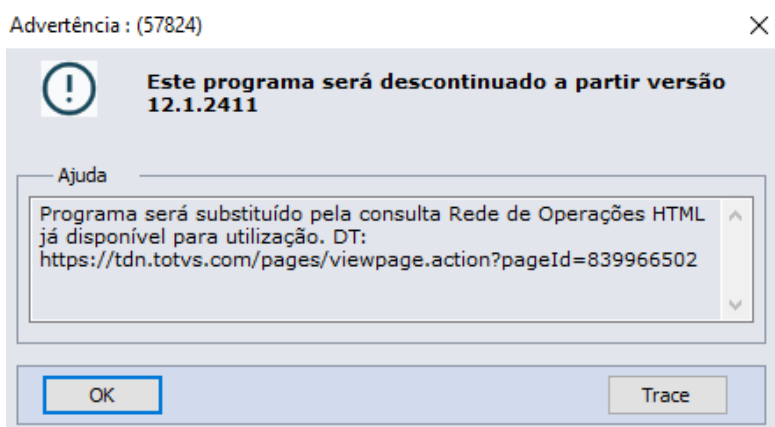 Advertência : (57824)
Este programa será descontinuado a partir versão
12.1.2411
Ajuda
Programa será substituído pela consulta Rede de Operações HTML
já disponível para utilização. DT:
https://tdn.totvs.com/pages/viewpage.action?pageId=839966502
OK
Trace